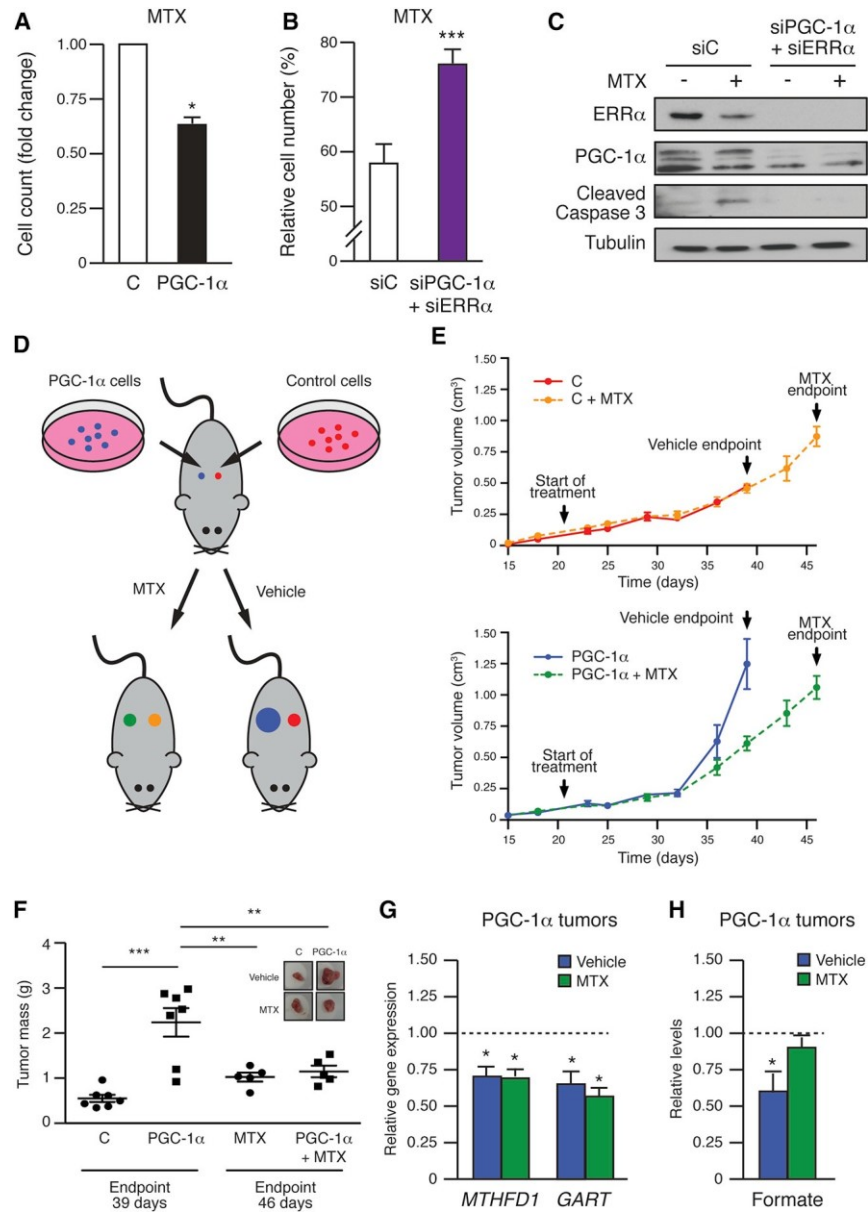 A
MTX
Cell count (fold change)
1.00
0.75
0.50
0.25
0
*
C PGC-1α
B
MTX
Relative cell number (%)
80
70
60
50
0
***
siC siPGC-1α
+ siERRα
C
siC
siPGC-1α
+ siERRα
MTX - + - +
ERRα
PGC-1α
Cleaved
Caspase 3
Tubulin
D
PGC-1α cells
Control cells
MTX
Vehicle
E
Tumor volume (cm³)
1.50
1.25
1.00
0.75
0.50
0.25
0
C
C + MTX
Start of
treatment
Vehicle endpoint
MTX
endpoint
15 20 25 30 35 40 45
Time (days)
Tumor volume (cm³)
1.50
1.25
1.00
0.75
0.50
0.25
0
PGC-1α
PGC-1α + MTX
Start of
treatment
Vehicle endpoint
MTX
endpoint
15 20 25 30 35 40 45
Time (days)
F
Tumor mass (g)
4
3
2
1
0
***
**
**
C PGC-1α
Vehicle
MTX
C PGC-1α MTX PGC-1α
+ MTX
Endpoint
39 days
Endpoint
46 days
G
PGC-1α tumors
Relative gene expression
1.50
1.25
1.00
0.75
0.50
0.25
0
Vehicle
MTX
* * * *
MTHFD1 GART
H
PGC-1α tumors
Relative levels
1.50
1.25
1.00
0.75
0.50
0.25
0
Vehicle
MTX
*
Formate